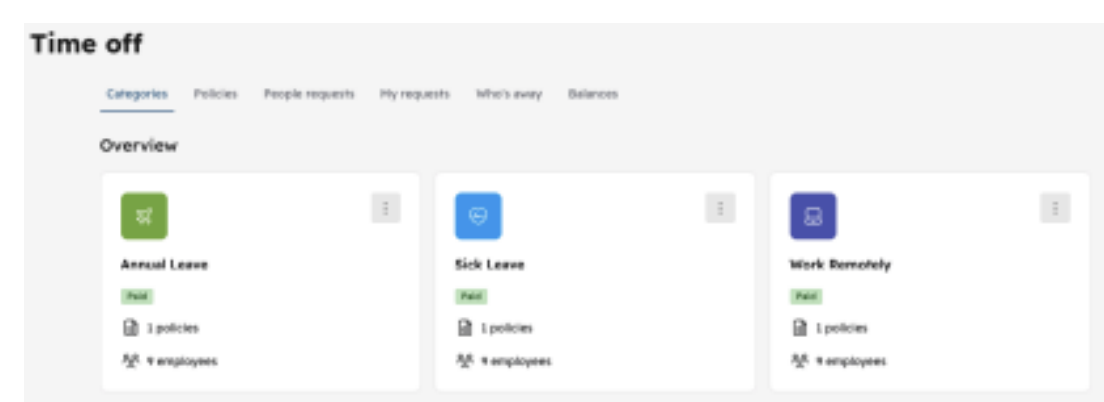 Time off
Categories Policies People requests My requests Who's away Balances
Overview
Annual Leave Sick Leave Work Remotely
Paid Paid Paid
1 policies 1 policies 1 policies
9 employees 9 employees 9 employees